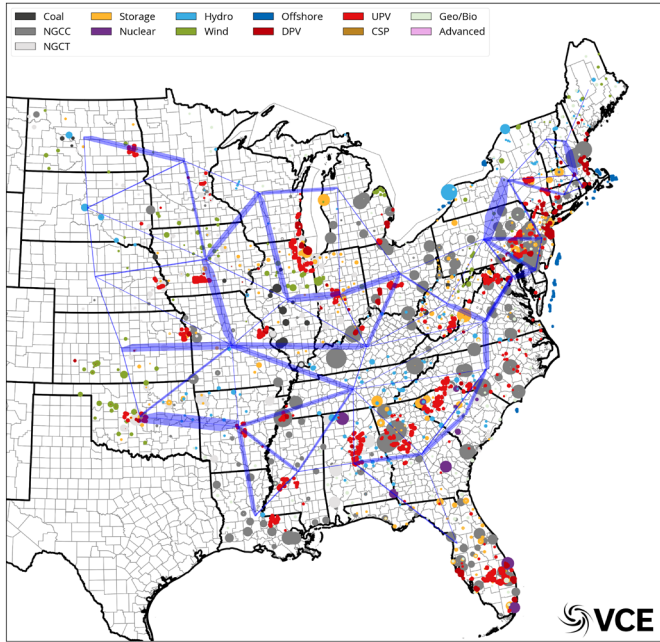 Coal Storage Hydro Offshore UPV Geo/Bio
NGCC Nuclear Wind DPV CSP Advanced
NGCT
VCE